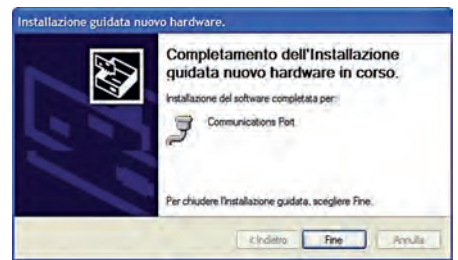 Installazione guidata nuovo hardware.
Completamento dell'Installazione
guidata nuovo hardware in corso.
Installazione del software completata per:
Communications Port
Per chiudere l'installazione guidata, scegliere Fine.
< Indietro Fine Annulla